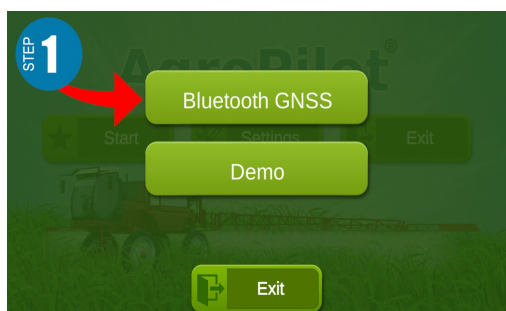 STEP 1
AgroPilot®
Bluetooth GNSS
Start Settings Exit
Demo
Exit